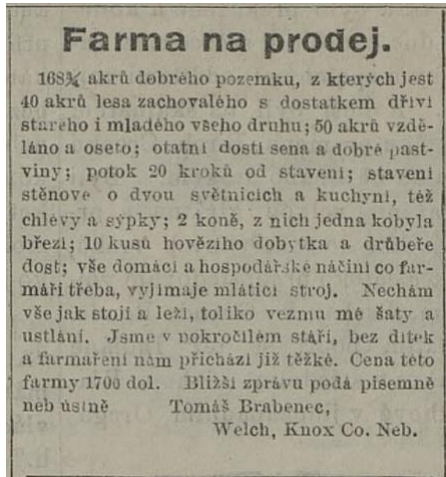 Farma na prodej.
168¾ akrů dobrého pozemku, z kterých jest
40 akrů lesa zachovalého s dostatkem dříví
starého i mladého všeho druhu; 50 akrů vzdě-
láno a oseto; otatní dosti sena a dobré past-
viny; potok 20 kroků od stavení; stavení
stěnové o dvou světnicích a kuchyni, též
chlévy a sýpky; 2 koně, z nich jedna kobyla
březí; 10 kusů hovězího dobytka a drůbeře
dost; vše domácí a hospodářské náčiní co far-
máři třeba, vyjímaje mlátící stroj. Nechám
vše jak stojí a leží, toliko vezmu mé šaty a
ustlání. Jsme v pokročilém stáří, bez dítek
a farmaření nám přichází již těžké. Cena této
farmy 1700 dol. Bližší zprávu podá písemně
neb ústně Tomáš Brabenec,
Welch, Knox Co. Neb.